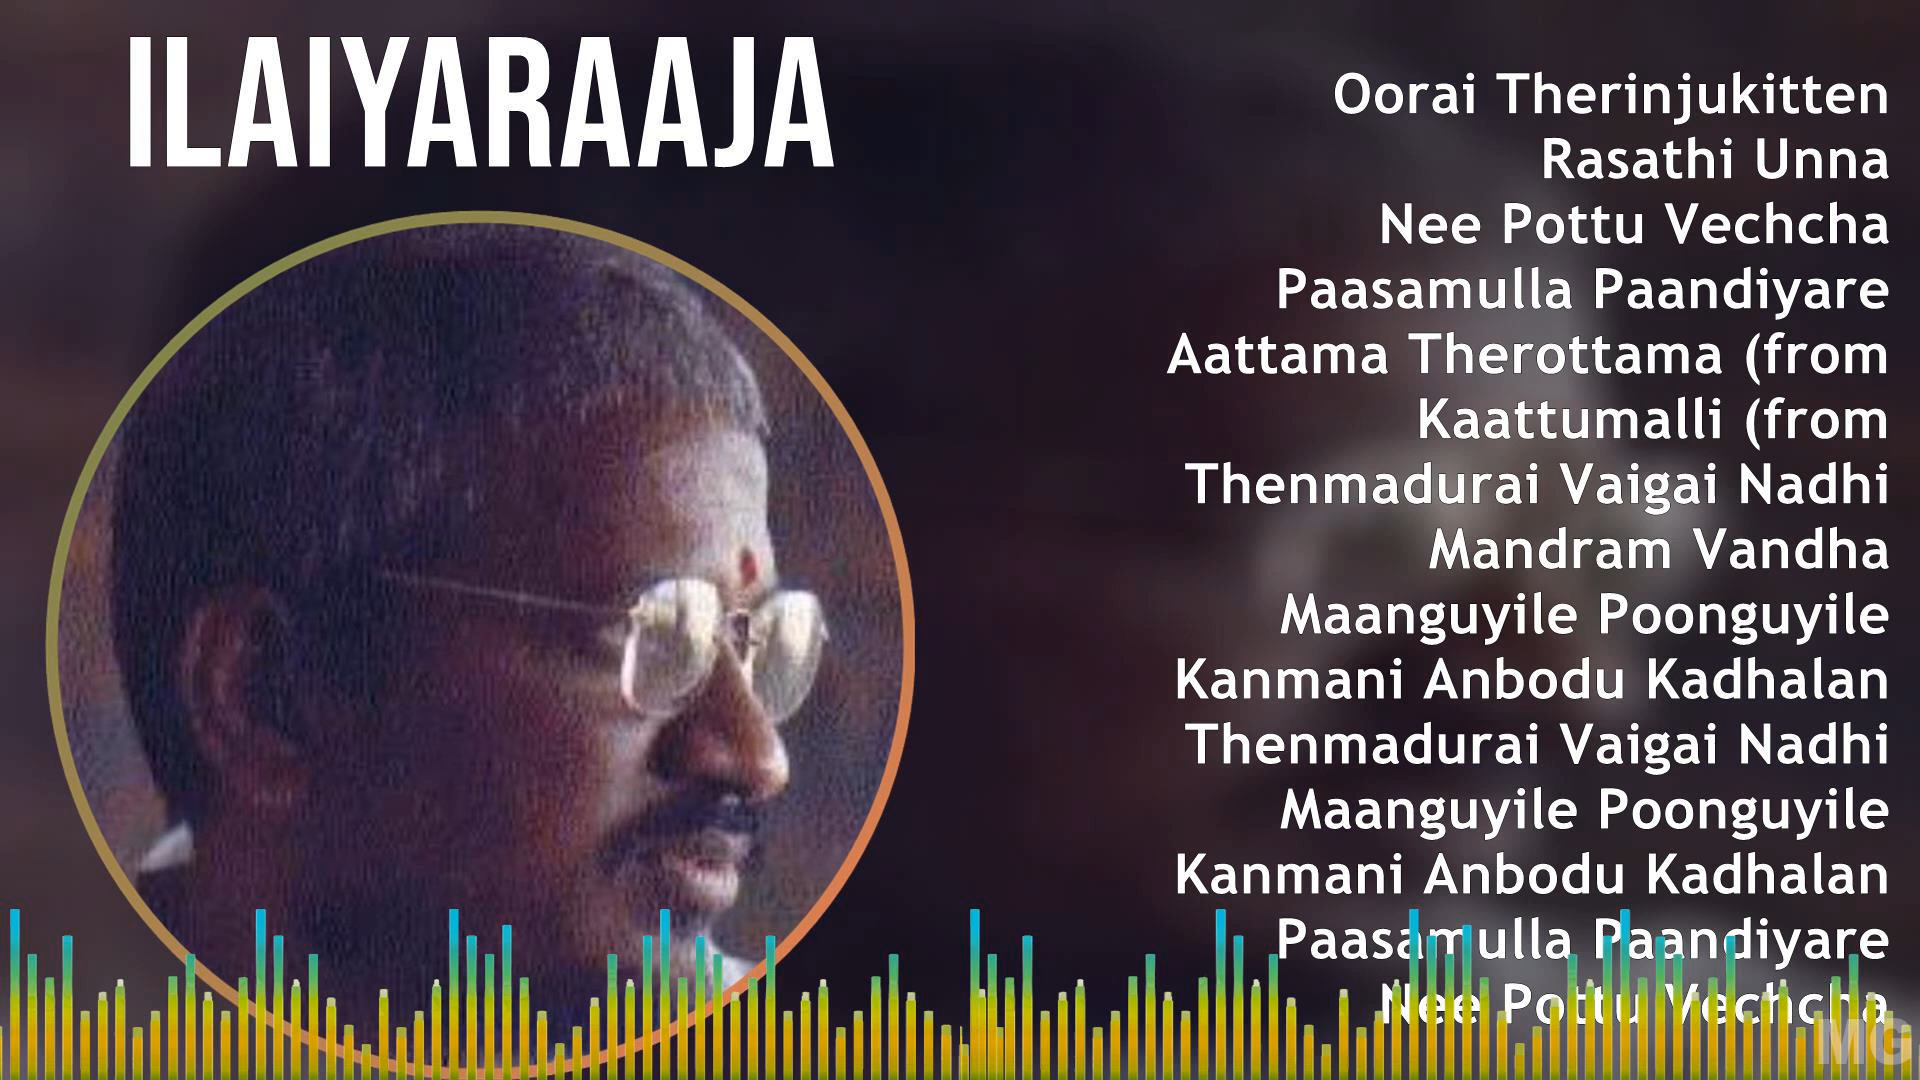 ILAIYARAAJA
Oorai Therinjukitten
Rasathi Unna
Nee Pottu Vechcha
Paasamulla Paandiyare
Aattama Therottama (from
Kaattumalli (from
Thenmadurai Vaigai Nadhi
Mandram Vandha
Maanguyile Poonguyile
Kanmani Anbodu Kadhalan
Thenmadurai Vaigai Nadhi
Maanguyile Poonguyile
Kanmani Anbodu Kadhalan
Paasamulla Paandiyare
Nee Pottu Vechcha
MG